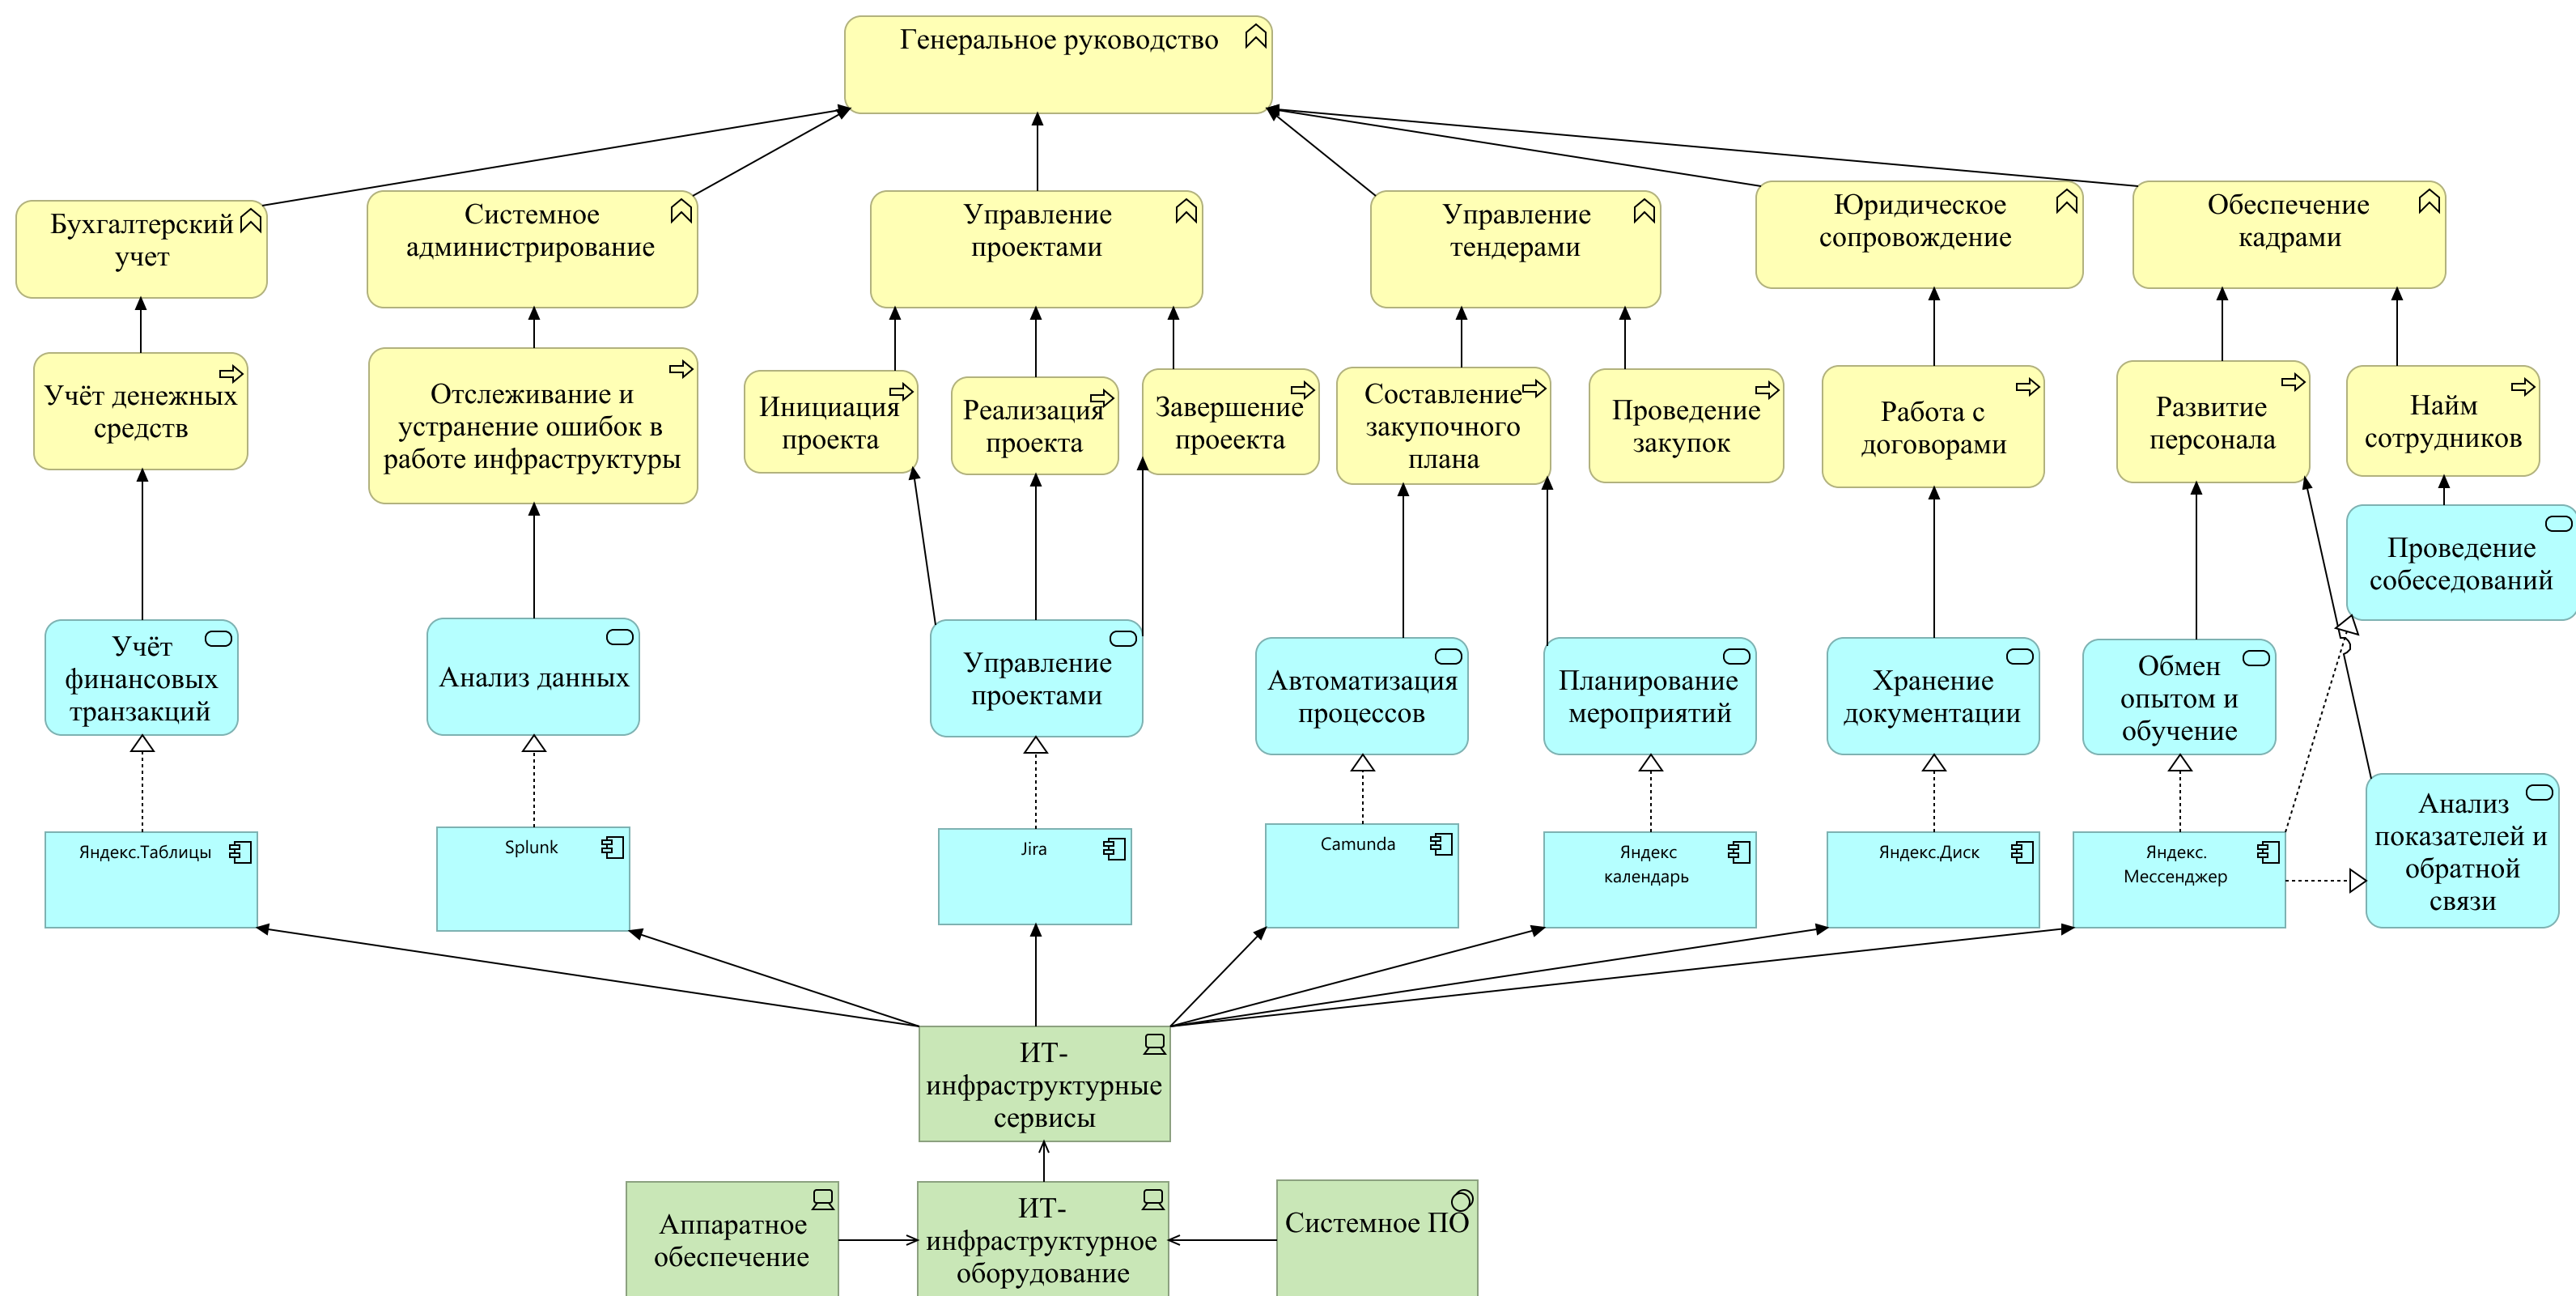 Генеральное руководство
Бухгалтерский
учет
Системное
администрирование
Управление
проектами
Управление
тендерами
Юридическое
сопровождение
Обеспечение
кадрами
Учёт денежных
средств
Отслеживание и
устранение ошибок в
работе инфраструктуры
Инициация
проекта
Реализация
проекта
Завершение
проеекта
Составление
закупочного
плана
Проведение
закупок
Работа с
договорами
Развитие
персонала
Найм
сотрудников
Проведение
собеседований
Учёт
финансовых
транзакций
Анализ данных
Управление
проектами
Автоматизация
процессов
Планирование
мероприятий
Хранение
документации
Обмен
опытом и
обучение
Анализ
показателей и
обратной
связи
Яндекс.Таблицы
Splunk
Jira
Camunda
Яндекс
календарь
Яндекс.Диск
Яндекс.
Мессенджер
ИТ-
инфраструктурные
сервисы
Аппаратное
обеспечение
ИТ-
инфраструктурное
оборудование
Системное ПО